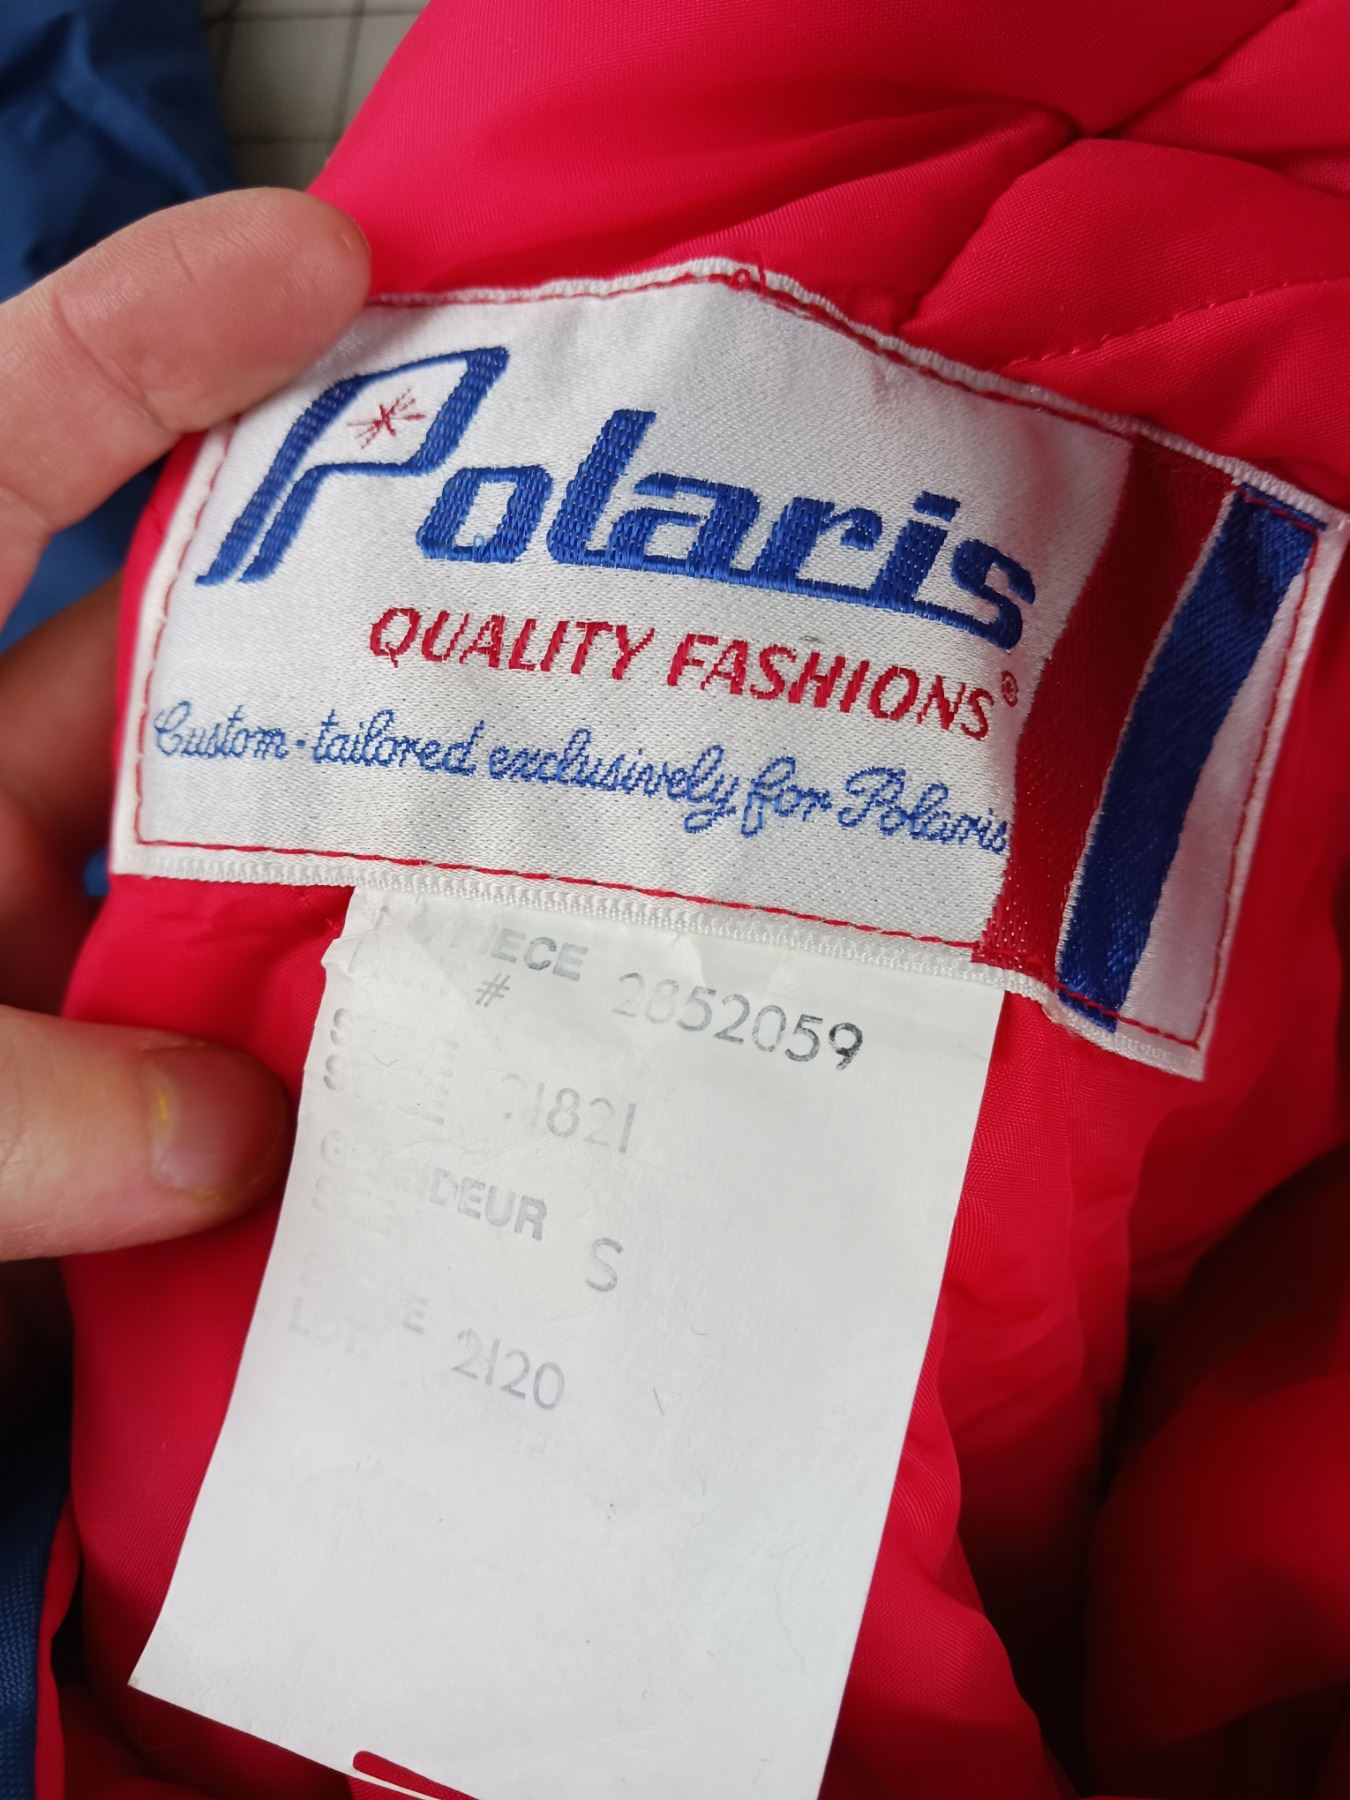 Polaris
QUALITY FASHIONS®
Custom-tailored exclusively for Polaris
# 2852059
21821
S
LOT 2120